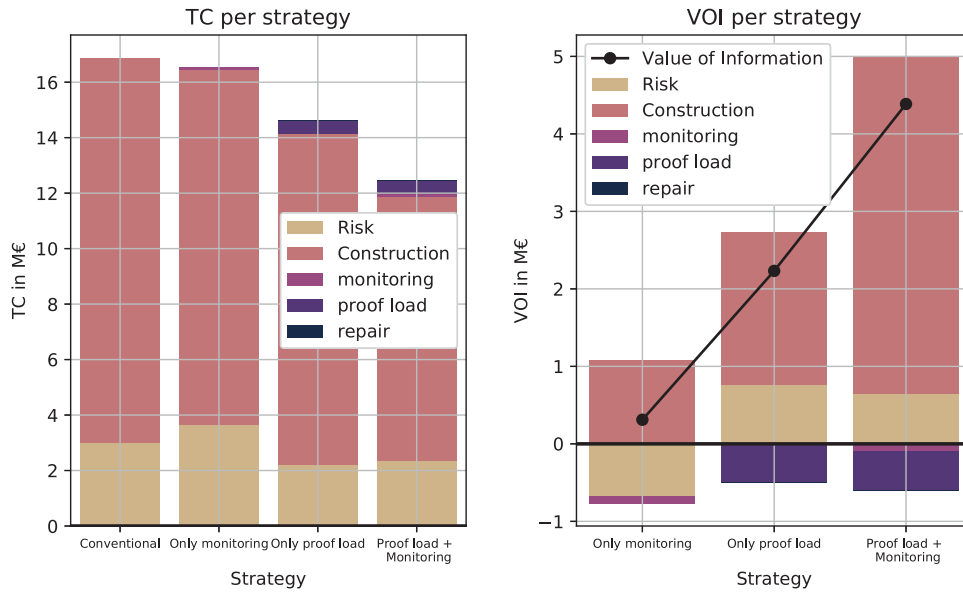 TC per strategy
TC in M€
16
14
12
10
8
6
4
2
0
Risk
Construction
monitoring
proof load
repair
Conventional
Only monitoring
Only proof load
Proof load +
Monitoring
Strategy
VOI per strategy
VOI in M€
5
4
3
2
1
0
−1
Value of Information
Risk
Construction
monitoring
proof load
repair
Only monitoring
Only proof load
Proof load +
Monitoring
Strategy